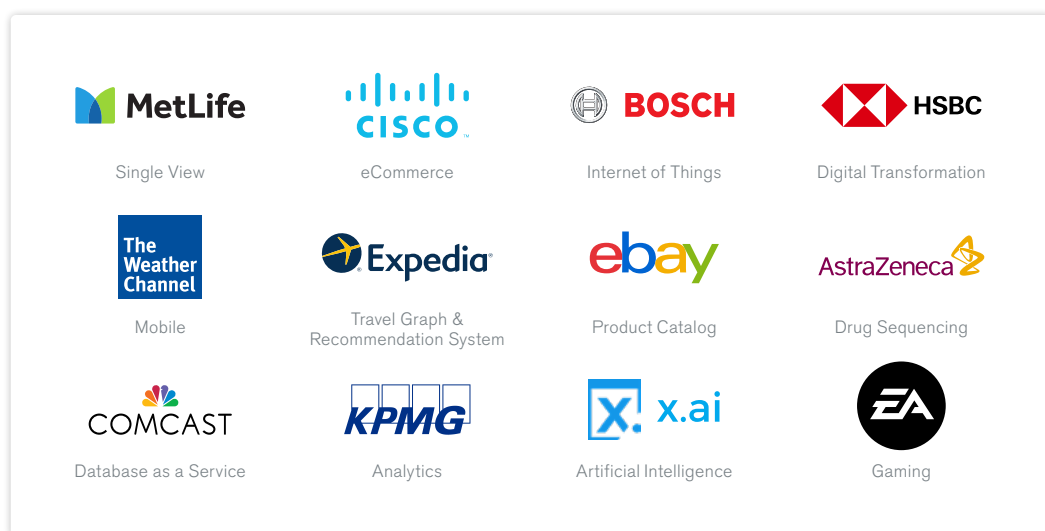 MetLife
CISCO™
BOSCH
HSBC
Single View
eCommerce
Internet of Things
Digital Transformation
The
Weather
Channel
Expedia®
ebay
AstraZeneca
Mobile
Travel Graph &
Recommendation System
Product Catalog
Drug Sequencing
COMCAST
KPMG
X.
x.ai
EA
Database as a Service
Analytics
Artificial Intelligence
Gaming